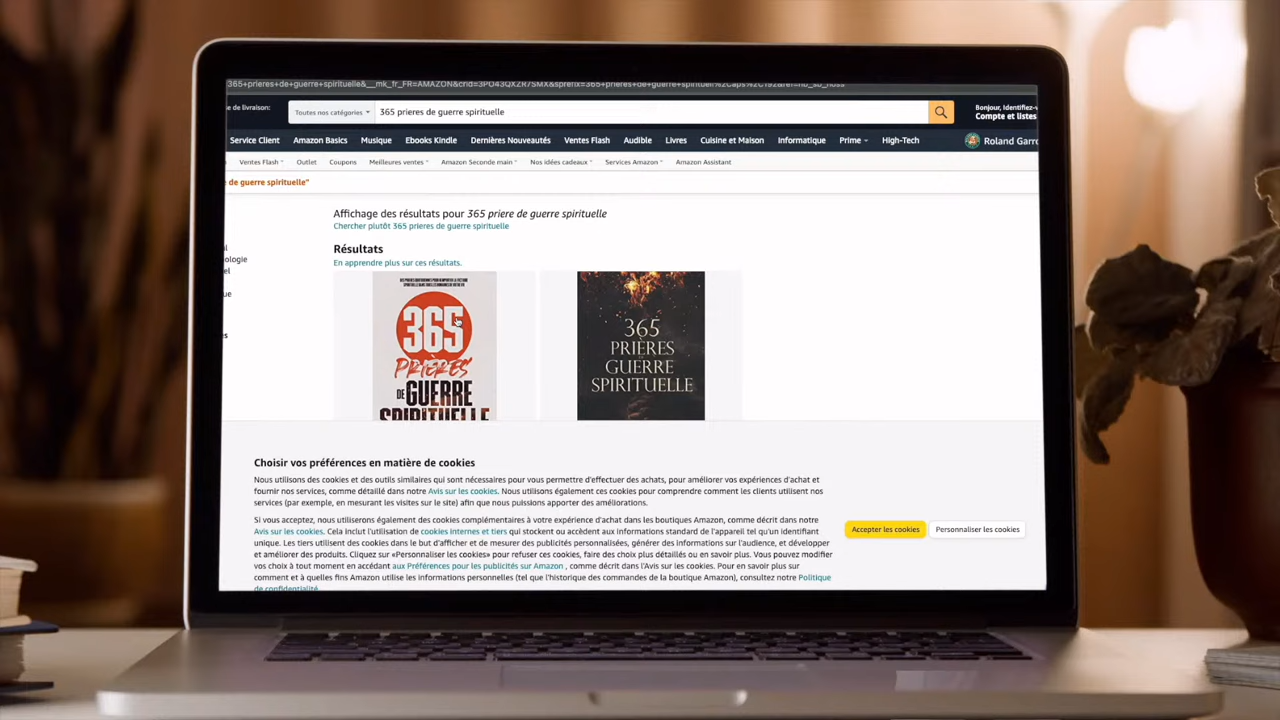 365+prieres+de+guerre+spirituelle&__mk_fr_FR=AMAZON&crid=3PO43QXZR7SMX&sprefix=365+prieres+de+guerre+spirituell
e de livraison:
Toutes nos catégories
365 prieres de guerre spirituelle
Bonjour, Identifiez-v
Compte et listes
Service Client Amazon Basics Musique Ebooks Kindle Dernières Nouveautés Ventes Flash Audible Livres Cuisine et Maison Informatique Prime High-Tech Roland Garro
Ventes Flash Outlet Coupons Meilleures ventes Amazon Seconde main Nos idées cadeaux Services Amazon Amazon Assistant
e de guerre spirituelle"
Affichage des résultats pour 365 priere de guerre spirituelle
Chercher plutôt 365 prieres de guerre spirituelle
Résultats
En apprendre plus sur ces résultats.
al
ologie
el
que
s
365
PRIÈRES
DE GUERRE
SPIRITUELLE
365
PRIÈRES
GUERRE
SPIRITUELLE
Choisir vos préférences en matière de cookies
Nous utilisons des cookies et des outils similaires qui sont nécessaires pour vous permettre d'effectuer des achats, pour améliorer vos expériences d'achat et
fournir nos services, comme détaillé dans notre Avis sur les cookies. Nous utilisons également ces cookies pour comprendre comment les clients utilisent nos
services (par exemple, en mesurant les visites sur le site) afin que nous puissions apporter des améliorations.
Si vous acceptez, nous utiliserons également des cookies complémentaires à votre expérience d'achat dans les boutiques Amazon, comme décrit dans notre
Avis sur les cookies. Cela inclut l'utilisation de cookies internes et tiers qui stockent ou accèdent aux informations standard de l'appareil tel qu'un identifiant
unique. Les tiers utilisent des cookies dans le but d'afficher et de mesurer des publicités personnalisées, générer des informations sur l'audience, et développer
et améliorer des produits. Cliquez sur «Personnaliser les cookies» pour refuser ces cookies, faire des choix plus détaillés ou en savoir plus. Vous pouvez modifier
vos choix à tout moment en accédant aux Préférences pour les publicités sur Amazon , comme décrit dans l'Avis sur les cookies. Pour en savoir plus sur
comment et à quelles fins Amazon utilise les informations personnelles (tel que l'historique des commandes de la boutique Amazon), consultez notre Politique
de confidentialité.
Accepter les cookies
Personnaliser les cookies